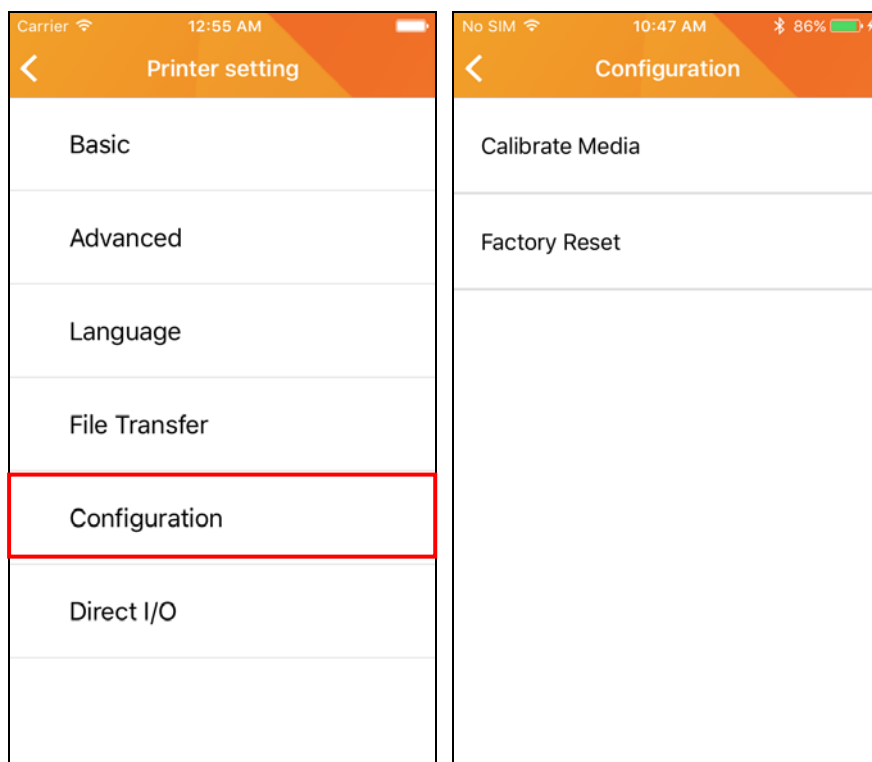 Carrier 12:55 AM
Printer setting
Basic
Advanced
Language
File Transfer
Configuration
Direct I/O
No SIM 10:47 AM 86%
Configuration
Calibrate Media
Factory Reset